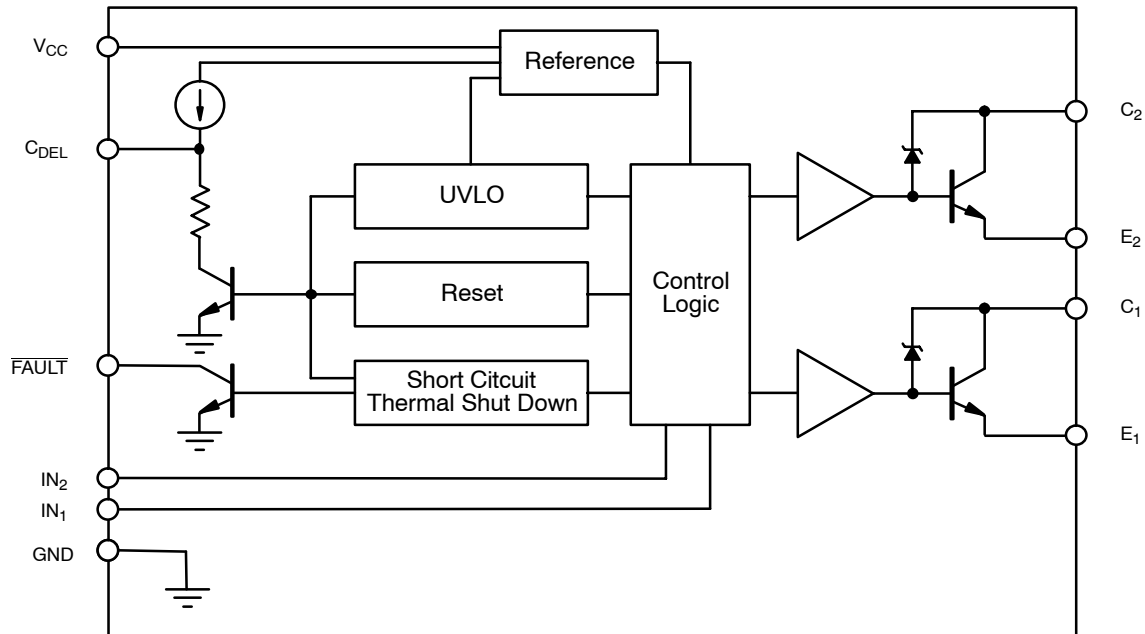 V_CC
Reference
C_2
C_DEL
UVLO
E_2
Reset
Control
Logic
C_1
FAULT
Short Citcuit
Thermal Shut Down
E_1
IN_2
IN_1
GND